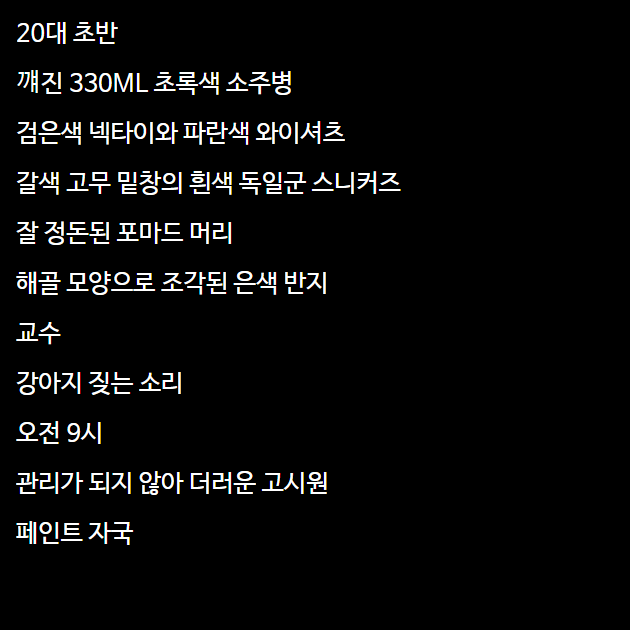 20대 초반
꺠진 330ML 초록색 소주병
검은색 넥타이와 파란색 와이셔츠
갈색 고무 밑창의 흰색 독일군 스니커즈
잘 정돈된 포마드 머리
해골 모양으로 조각된 은색 반지
교수
강아지 짖는 소리
오전 9시
관리가 되지 않아 더러운 고시원
페인트 자국